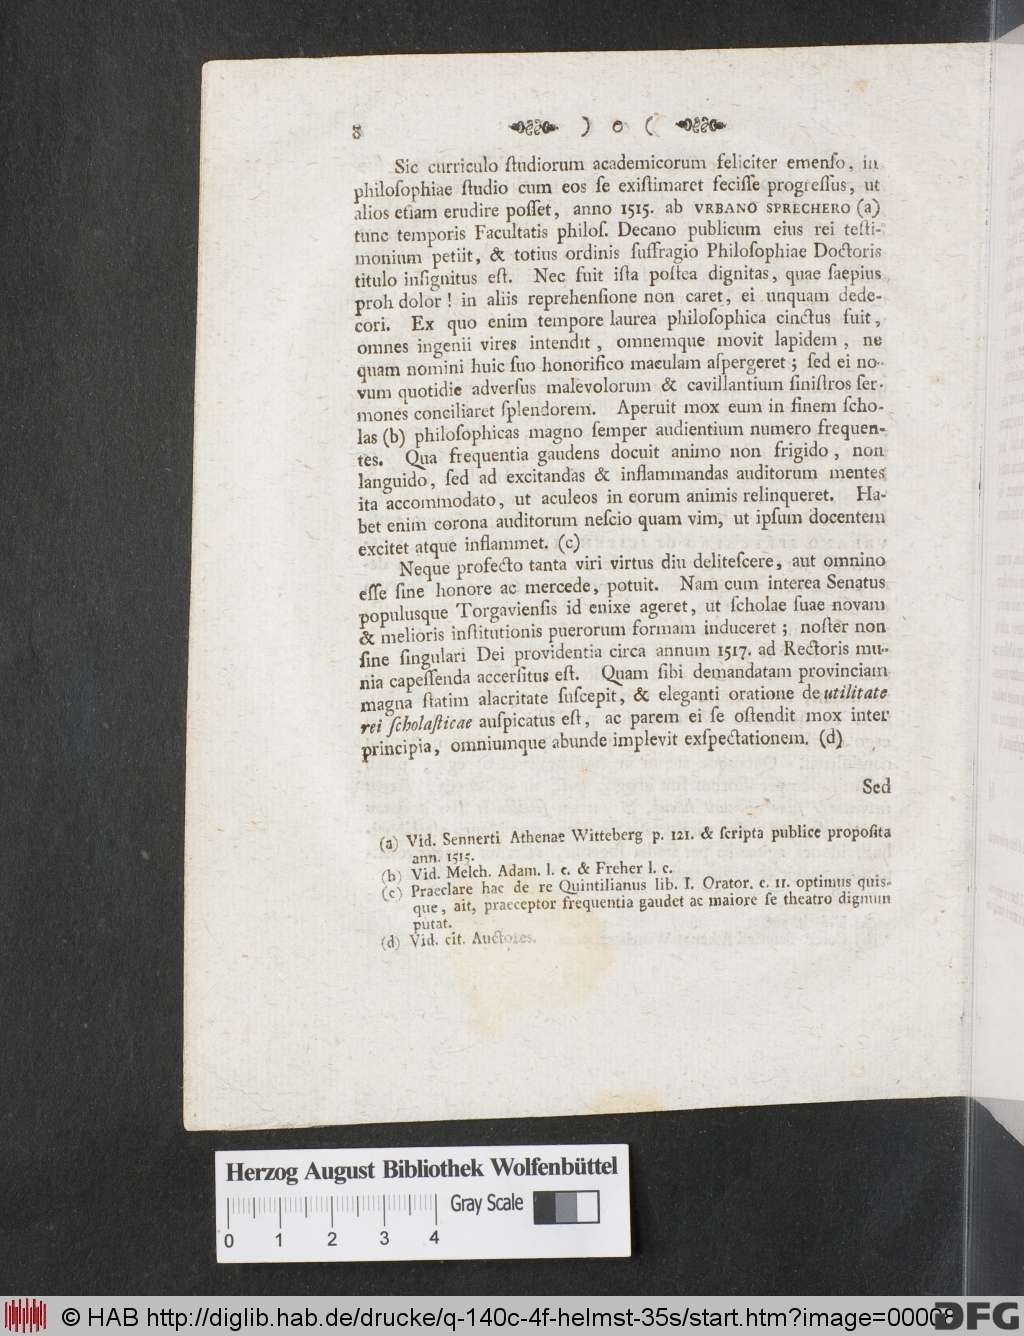 8 ) o (
Sic curriculo ſtudiorum academicorum feliciter emenſo, in
philoſophiae ſtudio cum eos ſe exiſtimaret feciſſe progreſſus, ut
alios etiam erudire poſſet, anno 1515. ab VRBANO SPRECHERO (a)
tunc temporis Facultatis philoſ. Decano publicum eius rei teſti-
monium petiit, & totius ordinis ſuffragio Philoſophiae Doctoris
titulo inſignitus eſt. Nec fuit iſta poſtea dignitas, quae ſaepius
proh dolor! in aliis reprehenſione non caret, ei unquam dede-
cori. Ex quo enim tempore laurea philoſophica cinctus fuit,
omnes ingenii vires intendit, omnemque movit lapidem, ne
quam nomini huic ſuo honorifico maculam aſpergeret; ſed ei no-
vum quotidie adverſus malevolorum & cavillantium ſiniſtros ſer-
mones conciliaret ſplendorem. Aperuit mox eum in finem ſcho-
las (b) philoſophicas magno ſemper audientium numero frequen-
tes. Qua frequentia gaudens docuit animo non frigido, non
languido, ſed ad excitandas & inflammandas auditorum mentes
ita accommodato, ut aculeos in eorum animis relinqueret. Ha-
bet enim corona auditorum neſcio quam vim, ut ipſum docentem
excitet atque inflammet. (c)
Neque profecto tanta viri virtus diu deliteſcere, aut omnino
eſſe ſine honore ac mercede, potuit. Nam cum interea Senatus
populusque Torgavienſis id enixe ageret, ut ſcholae ſuae novam
& melioris inſtitutionis puerorum formam induceret; noſter non
ſine ſingulari Dei providentia circa annum 1517. ad Rectoris mu-
nia capeſſenda accerſitus eſt. Quam ſibi demandatam provinciam
magna ſtatim alacritate ſuſcepit, & eleganti oratione de utilitate
rei ſcholaſticae auſpicatus eſt, ac parem ei ſe oſtendit mox inter
principia, omniumque abunde implevit exſpectationem. (d)
Sed
(a) Vid. Sennerti Athenae Witteberg p. 121. & ſcripta publice propoſita
ann. 1515.
(b) Vid. Melch. Adam. l. c. & Freher l. c.
(c) Praeclare hac de re Quintilianus lib. I. Orator. c. 11. optimus quis-
que, ait, praeceptor frequentia gaudet ac maiore ſe theatro dignum
putat.
(d) Vid. cit. Auctores.
Herzog August Bibliothek Wolfenbüttel
Gray Scale
0 1 2 3 4
© HAB http://diglib.hab.de/drucke/q-140c-4f-helmst-35s/start.htm?image=00008
DFG